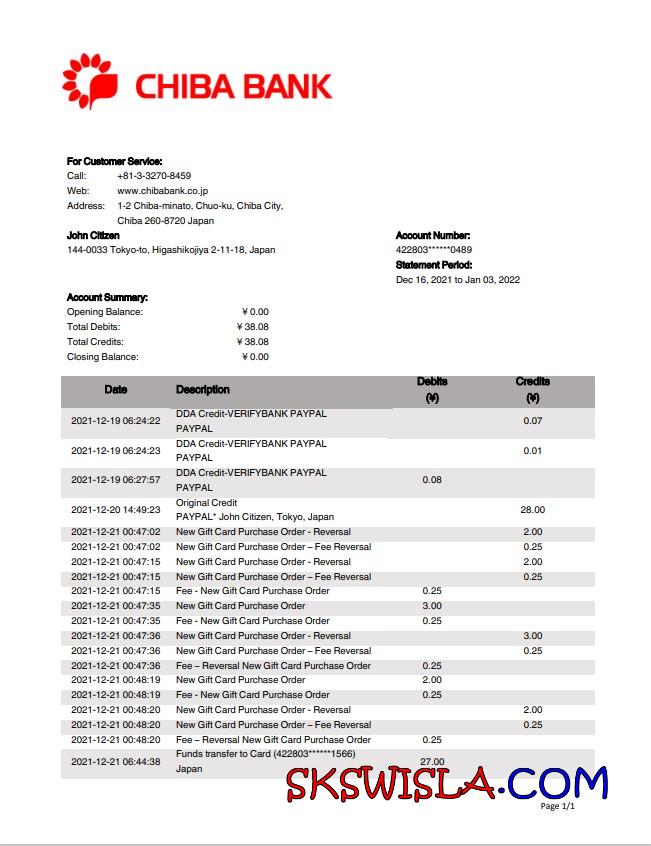 CHIBA BANK
For Customer Service:
Call: +81-3-3270-8459
Web: www.chibabank.co.jp
Address: 1-2 Chiba-minato, Chuo-ku, Chiba City,
Chiba 260-8720 Japan
John Citizen Account Number:
144-0033 Tokyo-to, Higashikojiya 2-11-18, Japan 422803******0489
Statement Period:
Dec 16, 2021 to Jan 03, 2022
Account Summary:
Opening Balance: ¥ 0.00
Total Debits: ¥ 38.08
Total Credits: ¥ 38.08
Closing Balance: ¥ 0.00
Date Description Debits (¥) Credits (¥)
2021-12-19 06:24:22 DDA Credit-VERIFYBANK PAYPAL PAYPAL 0.07
2021-12-19 06:24:23 DDA Credit-VERIFYBANK PAYPAL PAYPAL 0.01
2021-12-19 06:27:57 DDA Credit-VERIFYBANK PAYPAL PAYPAL 0.08
2021-12-20 14:49:23 Original Credit PAYPAL* John Citizen, Tokyo, Japan 28.00
2021-12-21 00:47:02 New Gift Card Purchase Order - Reversal 2.00
2021-12-21 00:47:02 New Gift Card Purchase Order – Fee Reversal 0.25
2021-12-21 00:47:15 New Gift Card Purchase Order - Reversal 2.00
2021-12-21 00:47:15 New Gift Card Purchase Order – Fee Reversal 0.25
2021-12-21 00:47:15 Fee - New Gift Card Purchase Order 0.25
2021-12-21 00:47:35 New Gift Card Purchase Order 3.00
2021-12-21 00:47:35 Fee - New Gift Card Purchase Order 0.25
2021-12-21 00:47:36 New Gift Card Purchase Order - Reversal 3.00
2021-12-21 00:47:36 New Gift Card Purchase Order – Fee Reversal 0.25
2021-12-21 00:47:36 Fee – Reversal New Gift Card Purchase Order 0.25
2021-12-21 00:48:19 New Gift Card Purchase Order 2.00
2021-12-21 00:48:19 Fee - New Gift Card Purchase Order 0.25
2021-12-21 00:48:20 New Gift Card Purchase Order - Reversal 2.00
2021-12-21 00:48:20 New Gift Card Purchase Order – Fee Reversal 0.25
2021-12-21 00:48:20 Fee – Reversal New Gift Card Purchase Order 0.25
2021-12-21 06:44:38 Funds transfer to Card (422803******1566) Japan 27.00
SKSWISLA.COM
Page 1/1